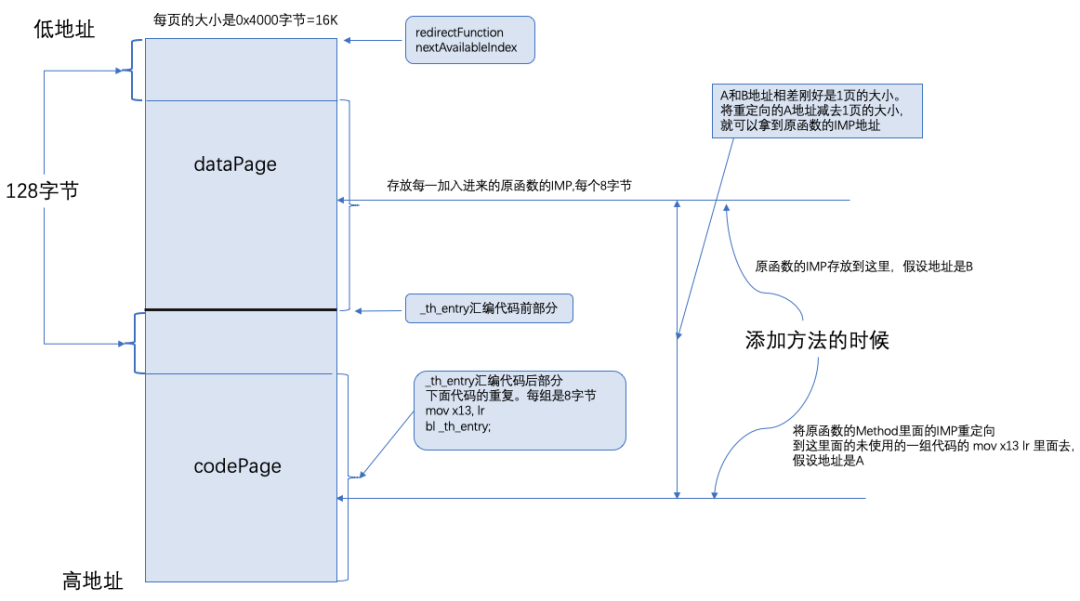 每页的大小是0x4000字节=16K
低地址
redirectFunction
nextAvailableIndex
A和B地址相差刚好是1页的大小。
将重定向的A地址减去1页的大小，
就可以拿到原函数的IMP地址
dataPage
128字节
存放每一加入进来的原函数的IMP,每个8字节
原函数的IMP存放到这里，假设地址是B
_th_entry汇编代码前部分
添加方法的时候
_th_entry汇编代码后部分
下面代码的重复。每组是8字节
mov x13, lr
bl _th_entry;
将原函数的Method里面的IMP重定向
到这里面的未使用的一组代码的 mov x13 lr 里面去，
假设地址是A
codePage
高地址